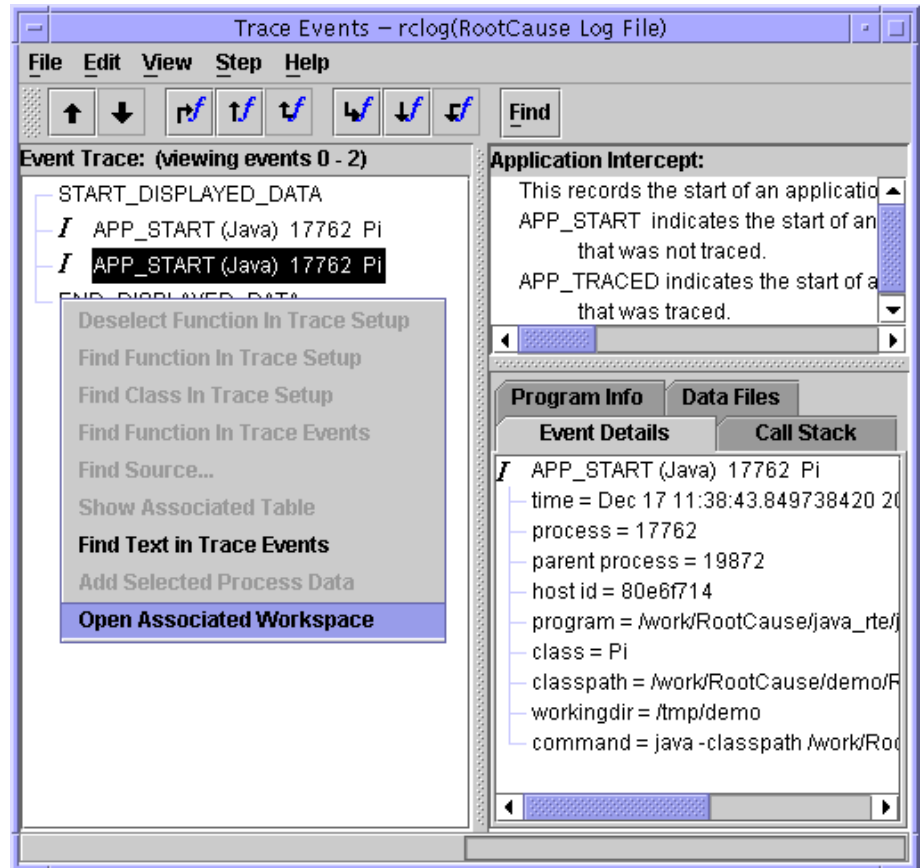 Trace Events – rclog(RootCause Log File)
File Edit View Step Help
Find
Event Trace: (viewing events 0 - 2)
START_DISPLAYED_DATA
I APP_START (Java) 17762 Pi
I APP_START (Java) 17762 Pi
END_DISPLAYED_DATA
Deselect Function In Trace Setup
Find Function In Trace Setup
Find Class In Trace Setup
Find Function In Trace Events
Find Source...
Show Associated Table
Find Text in Trace Events
Add Selected Process Data
Open Associated Workspace
Application Intercept:
This records the start of an applicatio
APP_START indicates the start of an
that was not traced.
APP_TRACED indicates the start of a
that was traced.
Program Info Data Files
Event Details Call Stack
I APP_START (Java) 17762 Pi
time = Dec 17 11:38:43.849738420 20
process = 17762
parent process = 19872
host id = 80e6f714
program = /work/RootCause/java_rte/j
class = Pi
classpath = /work/RootCause/demo/R
workingdir = /tmp/demo
command = java -classpath /work/Roo